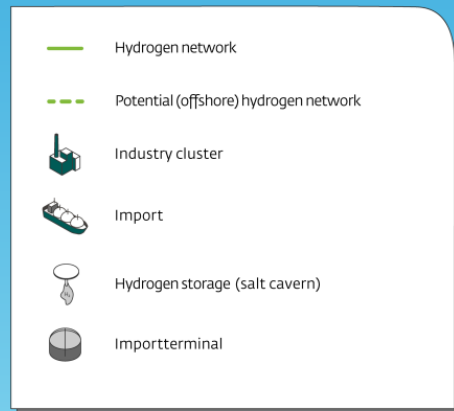 Hydrogen network
Potential (offshore) hydrogen network
Industry cluster
Import
Hydrogen storage (salt cavern)
Importterminal